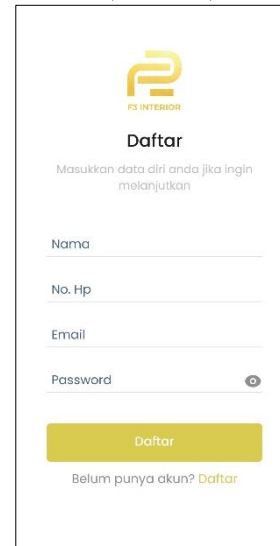 F3 INTERIOR
Daftar
Masukkan data diri anda jika ingin
melanjutkan
Nama
No. Hp
Email
Password
Daftar
Belum punya akun? Daftar